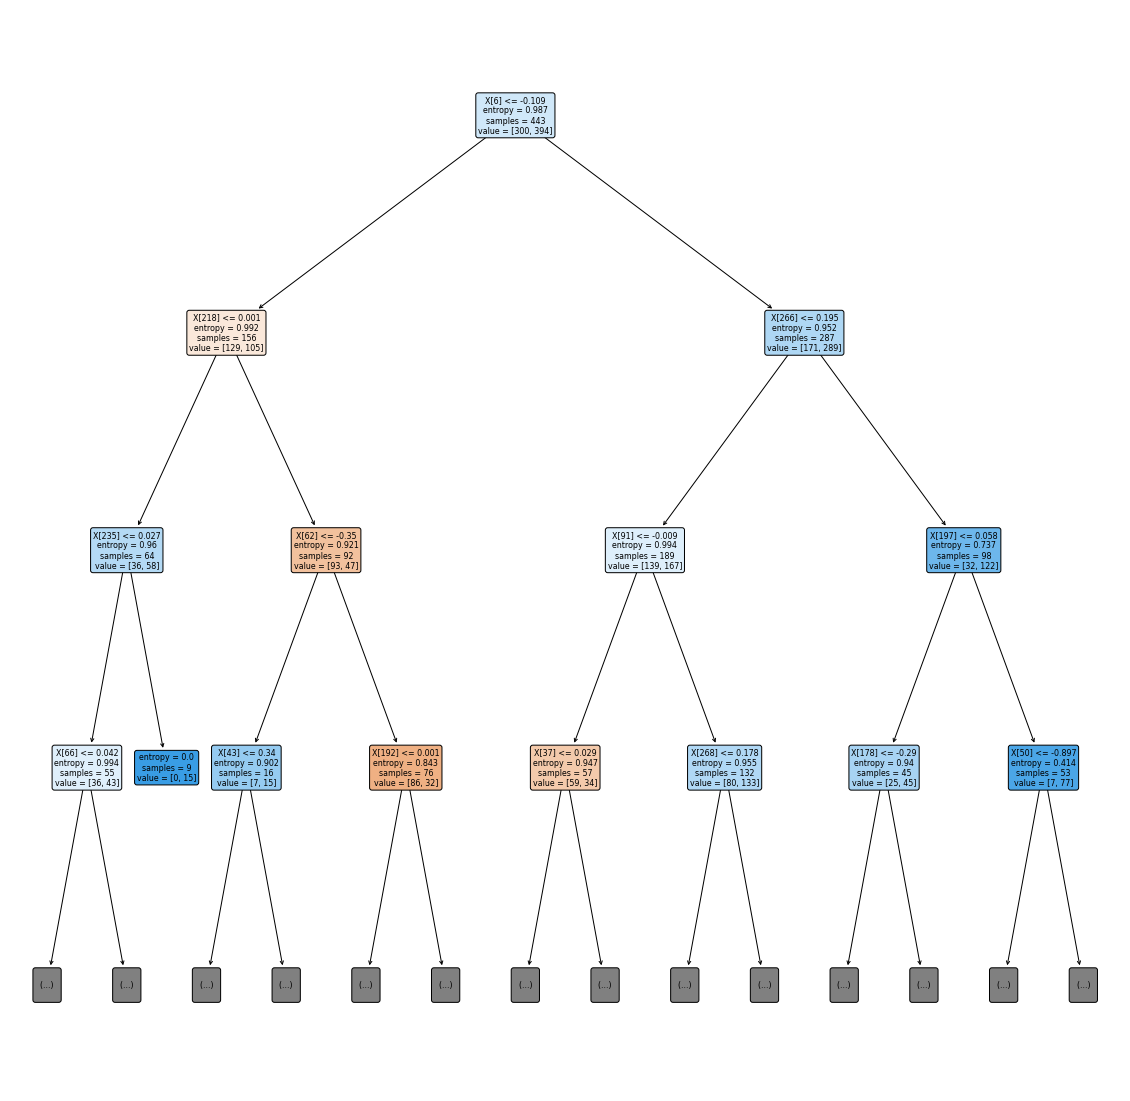 X[6] <= -0.109
entropy = 0.987
samples = 443
value = [300, 394]
X[218] <= 0.001
entropy = 0.992
samples = 156
value = [129, 105]
X[266] <= 0.195
entropy = 0.952
samples = 287
value = [171, 289]
X[235] <= 0.027
entropy = 0.96
samples = 64
value = [36, 58]
X[62] <= -0.35
entropy = 0.921
samples = 92
value = [93, 47]
X[91] <= -0.009
entropy = 0.994
samples = 189
value = [139, 167]
X[197] <= 0.058
entropy = 0.737
samples = 98
value = [32, 122]
X[66] <= 0.042
entropy = 0.994
samples = 55
value = [36, 43]
entropy = 0.0
samples = 9
value = [0, 15]
X[43] <= 0.34
entropy = 0.902
samples = 16
value = [7, 15]
X[192] <= 0.001
entropy = 0.843
samples = 76
value = [86, 32]
X[37] <= 0.029
entropy = 0.947
samples = 57
value = [59, 34]
X[268] <= 0.178
entropy = 0.955
samples = 132
value = [80, 133]
X[178] <= -0.29
entropy = 0.94
samples = 45
value = [25, 45]
X[50] <= -0.897
entropy = 0.414
samples = 53
value = [7, 77]
(...)
(...)
(...)
(...)
(...)
(...)
(...)
(...)
(...)
(...)
(...)
(...)
(...)
(...)